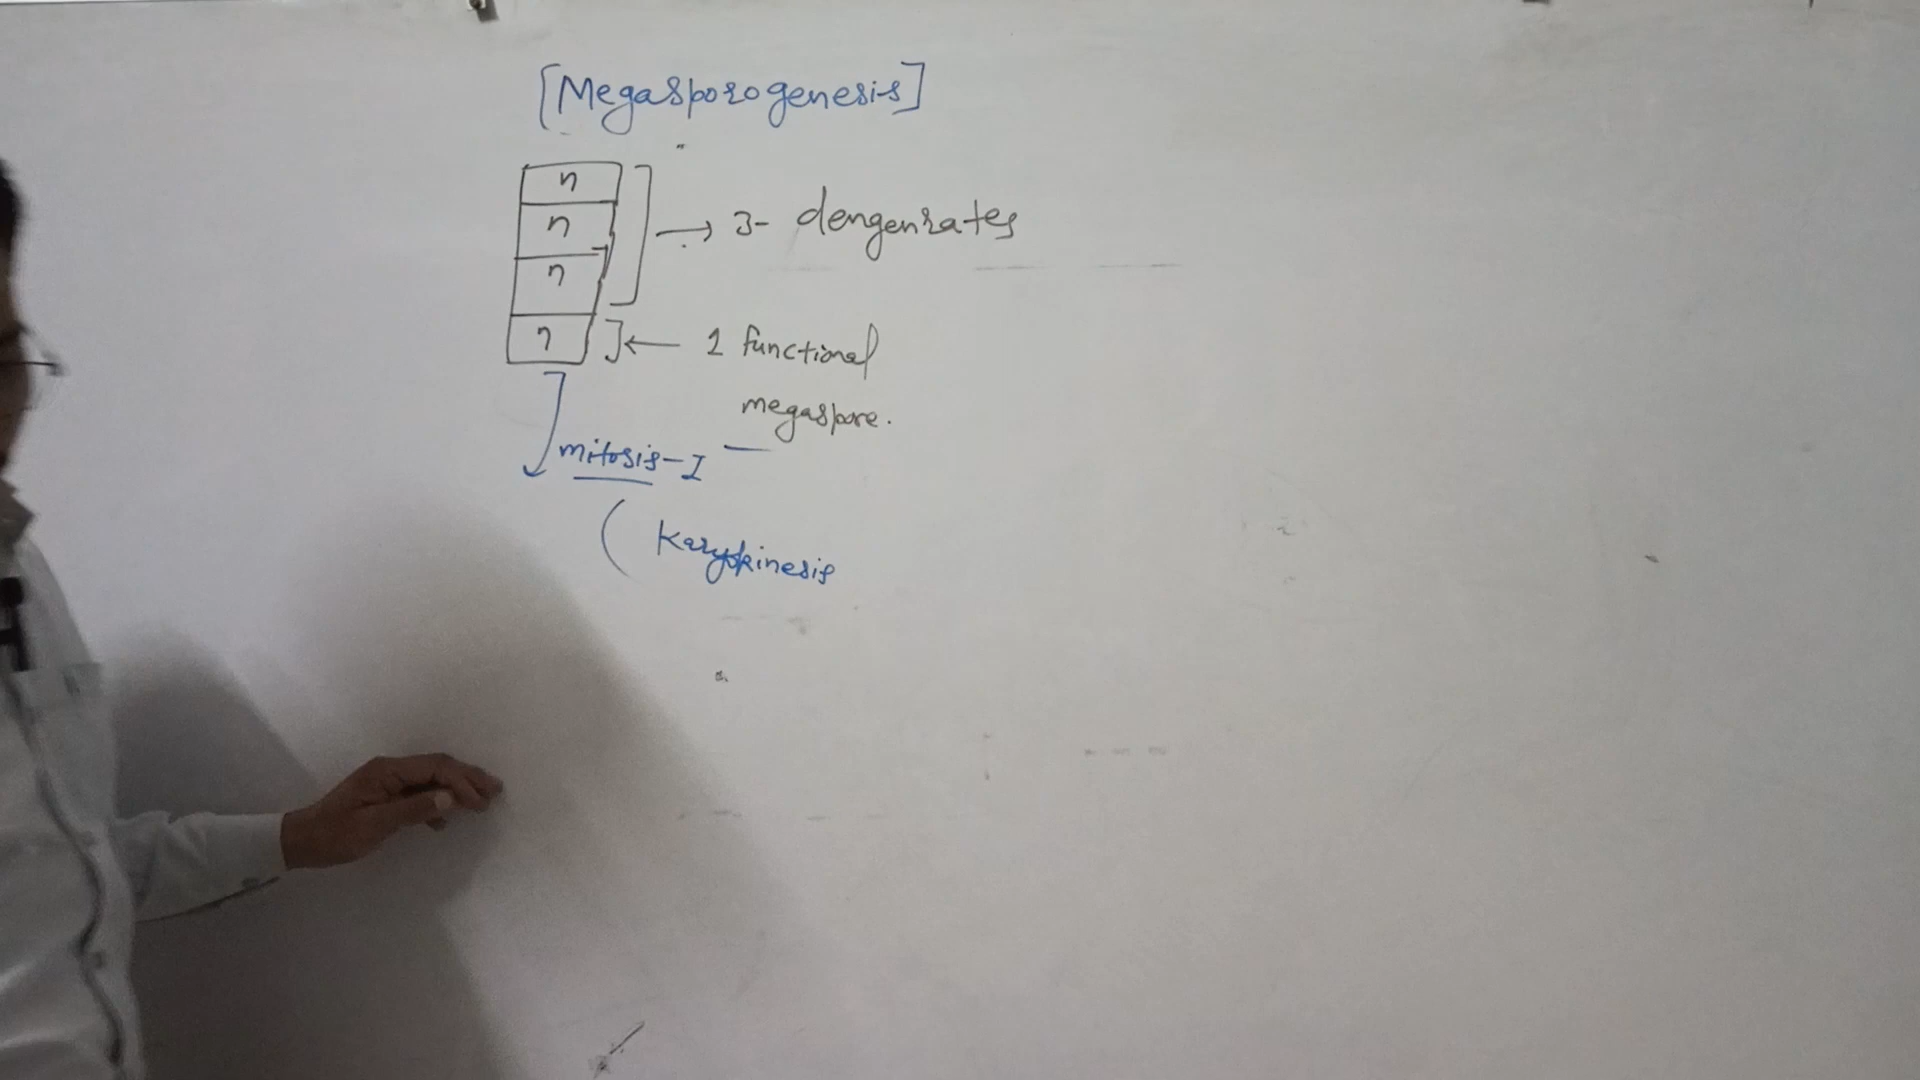 [Megasporogenesis]
n
n
n
n
→ 3- dengenrates
← 1 functional
megaspore.
mitosis-I
( Karyokinesis